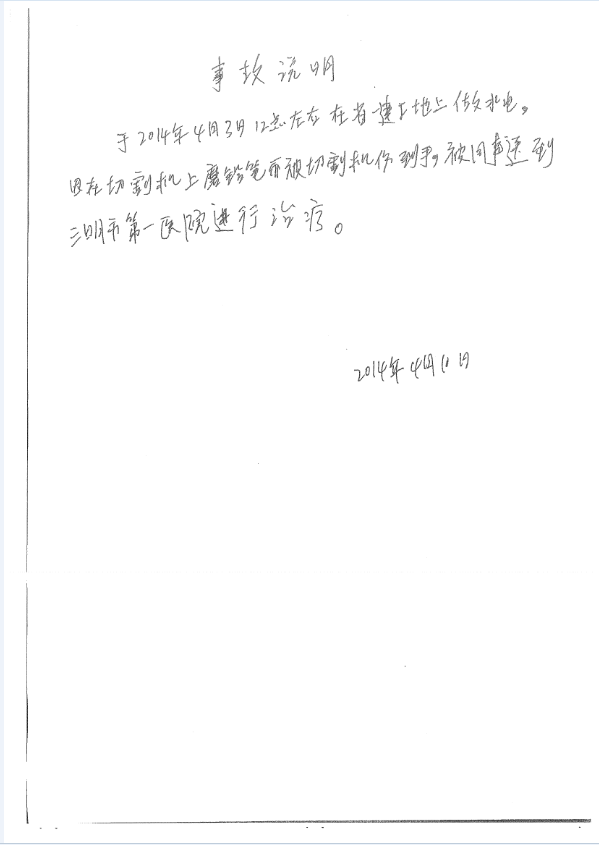 事故说明
于2014年4月3日12点左右在省建工地上做水电。
因在切割机上磨铅笔而被切割机伤到手。被同事送到
三明市第一医院进行治疗。
2014年4月10日